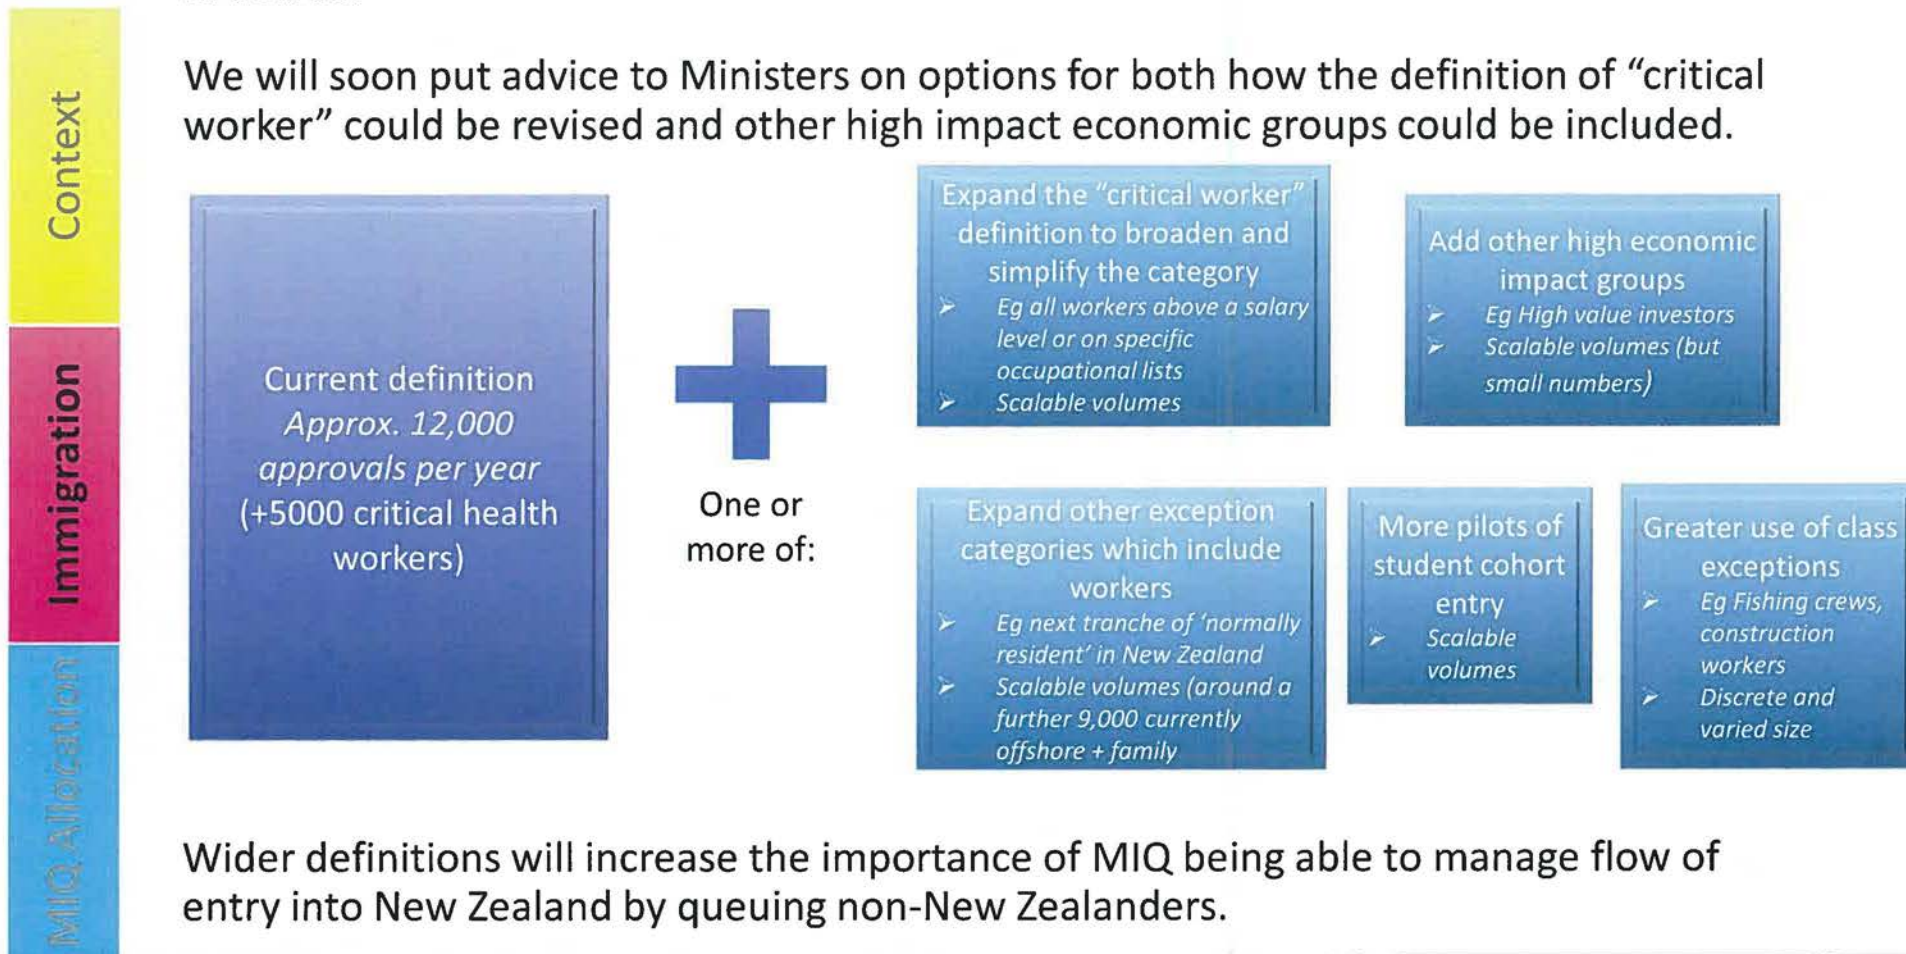 Context
Immigration
MIQ Allocation
We will soon put advice to Ministers on options for both how the definition of “critical
worker” could be revised and other high impact economic groups could be included.
Current definition
Approx. 12,000
approvals per year
(+5000 critical health
workers)
One or
more of:
Expand the “critical worker”
definition to broaden and
simplify the category
➢ Eg all workers above a salary
level or on specific
occupational lists
➢ Scalable volumes
Add other high economic
impact groups
➢ Eg High value investors
➢ Scalable volumes (but
small numbers)
Expand other exception
categories which include
workers
➢ Eg next tranche of ‘normally
resident’ in New Zealand
➢ Scalable volumes (around a
further 9,000 currently
offshore + family
More pilots of
student cohort
entry
➢ Scalable
volumes
Greater use of class
exceptions
➢ Eg Fishing crews,
construction
workers
➢ Discrete and
varied size
Wider definitions will increase the importance of MIQ being able to manage flow of
entry into New Zealand by queuing non-New Zealanders.